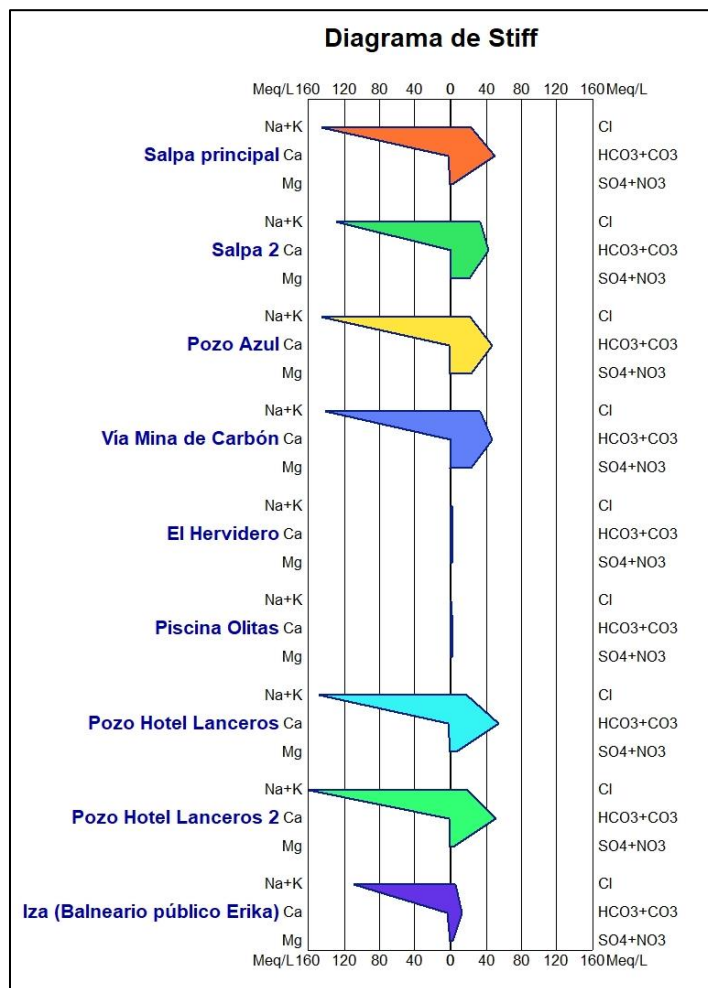 Diagrama de Stiff
Meq/L 160 120 80 40 0 40 80 120 160 Meq/L
Na+K Cl
Salpa principal Ca HCO3+CO3
Mg SO4+NO3
Na+K Cl
Salpa 2 Ca HCO3+CO3
Mg SO4+NO3
Na+K Cl
Pozo Azul Ca HCO3+CO3
Mg SO4+NO3
Na+K Cl
Vía Mina de Carbón Ca HCO3+CO3
Mg SO4+NO3
Na+K Cl
El Hervidero Ca HCO3+CO3
Mg SO4+NO3
Na+K Cl
Piscina Olitas Ca HCO3+CO3
Mg SO4+NO3
Na+K Cl
Pozo Hotel Lanceros Ca HCO3+CO3
Mg SO4+NO3
Na+K Cl
Pozo Hotel Lanceros 2 Ca HCO3+CO3
Mg SO4+NO3
Na+K Cl
Iza (Balneario público Erika) Ca HCO3+CO3
Mg SO4+NO3
Meq/L 160 120 80 40 0 40 80 120 160 Meq/L